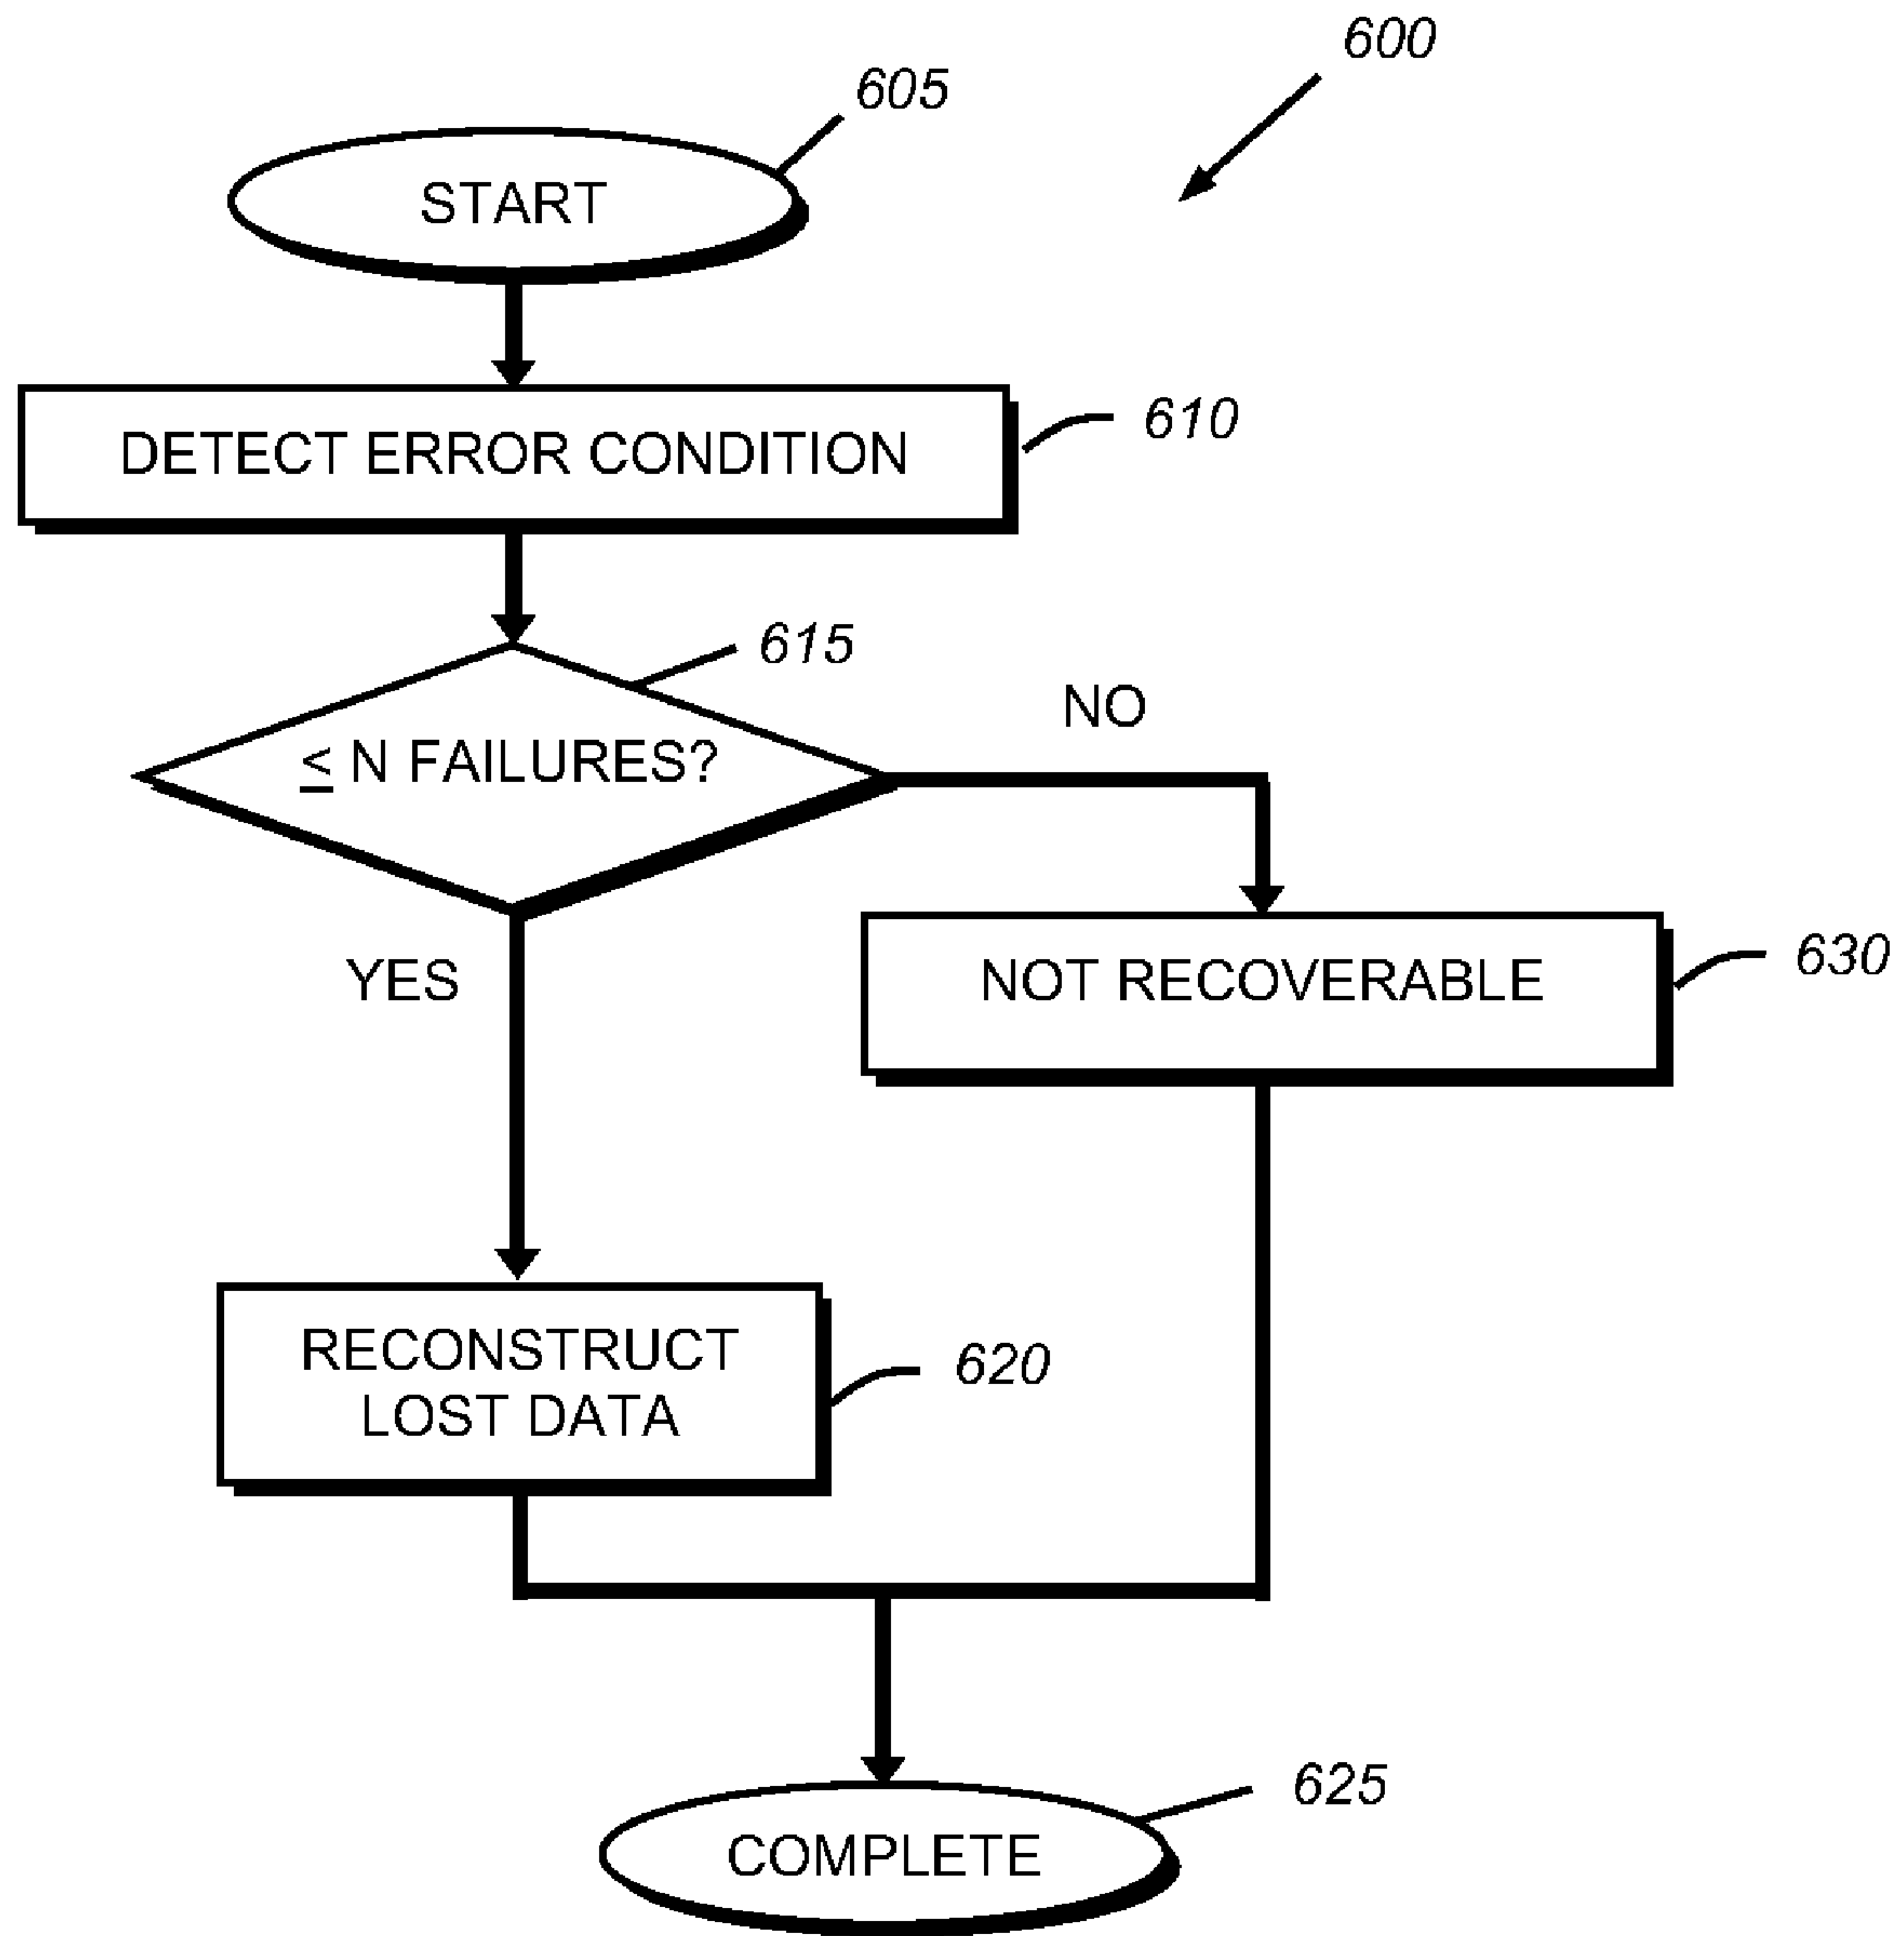 600
605
START
DETECT ERROR CONDITION
610
615
≤ N FAILURES?
NO
YES
NOT RECOVERABLE
630
RECONSTRUCT
LOST DATA
620
625
COMPLETE